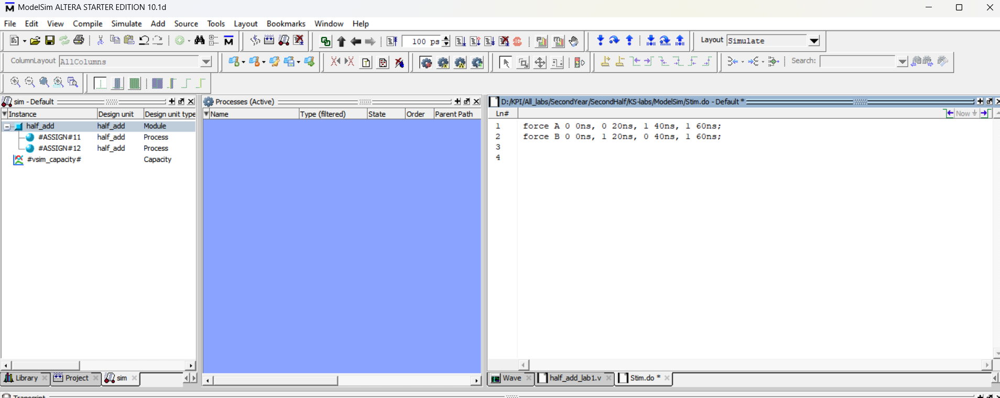 ModelSim ALTERA STARTER EDITION 10.1d
File Edit View Compile Simulate Add Source Tools Layout Bookmarks Window Help
100 ps
Layout Simulate
ColumnLayout AllColumns
Search:
sim - Default
Instance Design unit Design unit type
half_add half_add Module
#ASSIGN#11 half_add Process
#ASSIGN#12 half_add Process
#vsim_capacity# Capacity
Library Project sim
Processes (Active)
Name Type (filtered) State Order Parent Path
D:/KPI/All_labs/SecondYear/SecondHalf/KS-labs/ModelSim/Stim.do - Default *
Ln# Now
1 force A 0 0ns, 0 20ns, 1 40ns, 1 60ns;
2 force B 0 0ns, 1 20ns, 0 40ns, 1 60ns;
3
4
Wave half_add_lab1.v Stim.do *
Transcript